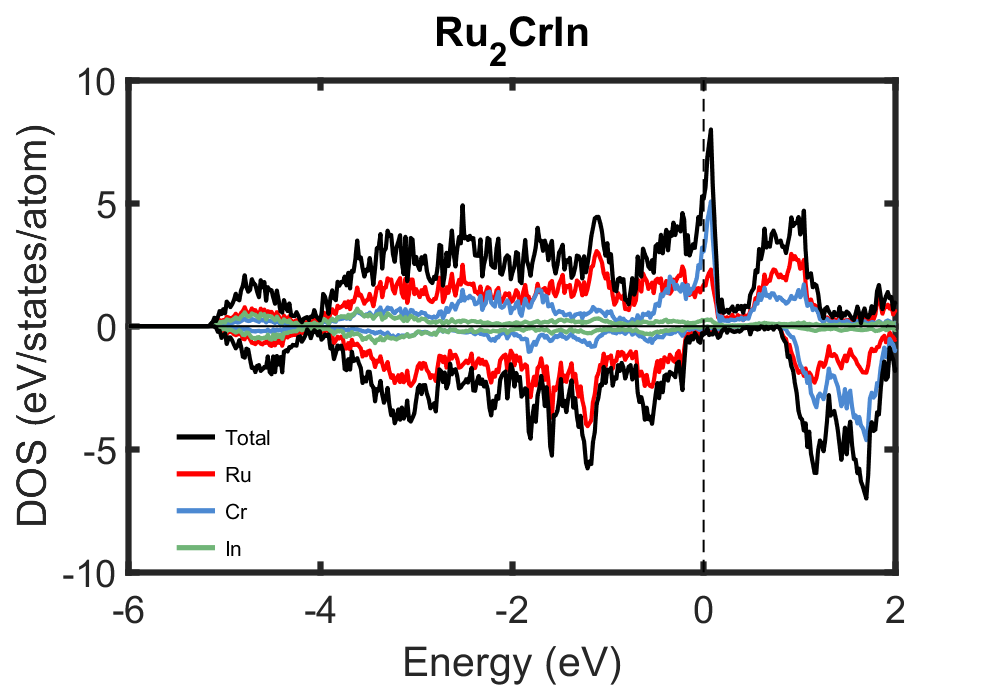 Ru₂CrIn
10
5
0
-5
-10
DOS (eV/states/atom)
Total
Ru
Cr
In
-6
-4
-2
0
2
Energy (eV)